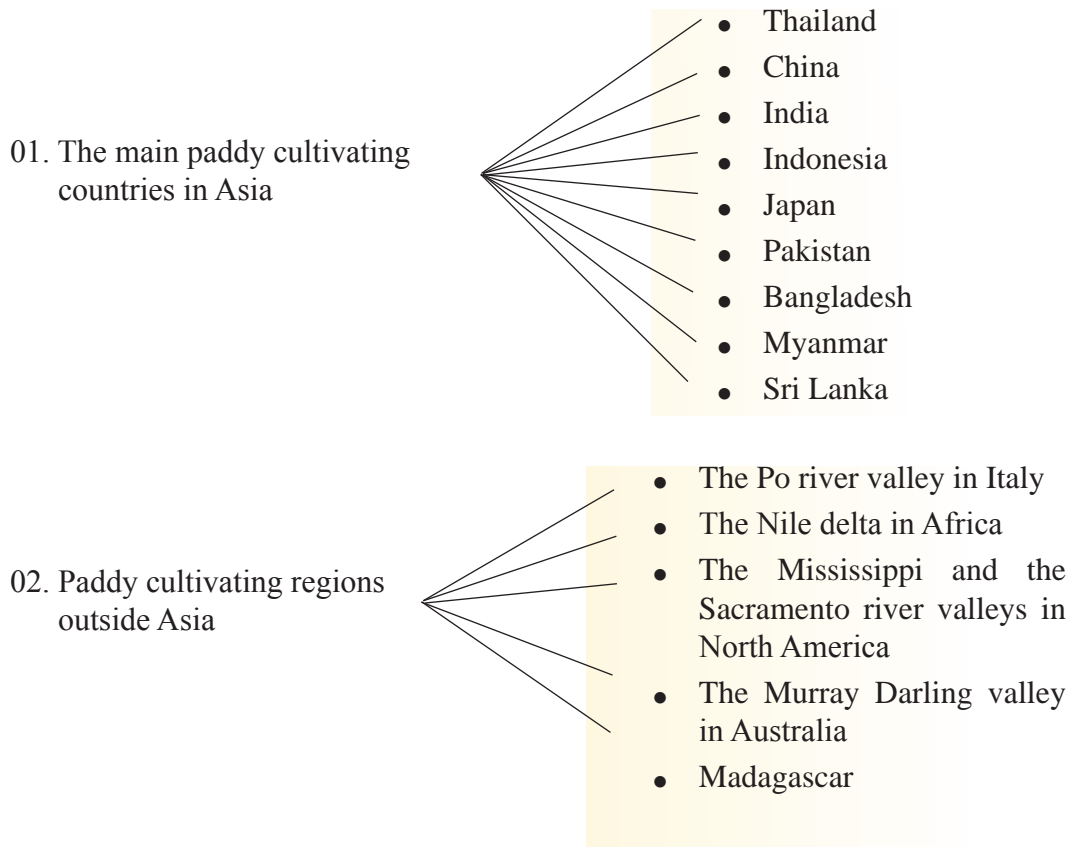 ● Thailand
● China
● India
01. The main paddy cultivating
countries in Asia
● Indonesia
● Japan
● Pakistan
● Bangladesh
● Myanmar
● Sri Lanka
02. Paddy cultivating regions
outside Asia
● The Po river valley in Italy
● The Nile delta in Africa
● The Mississippi and the
Sacramento river valleys in
North America
● The Murray Darling valley
in Australia
● Madagascar